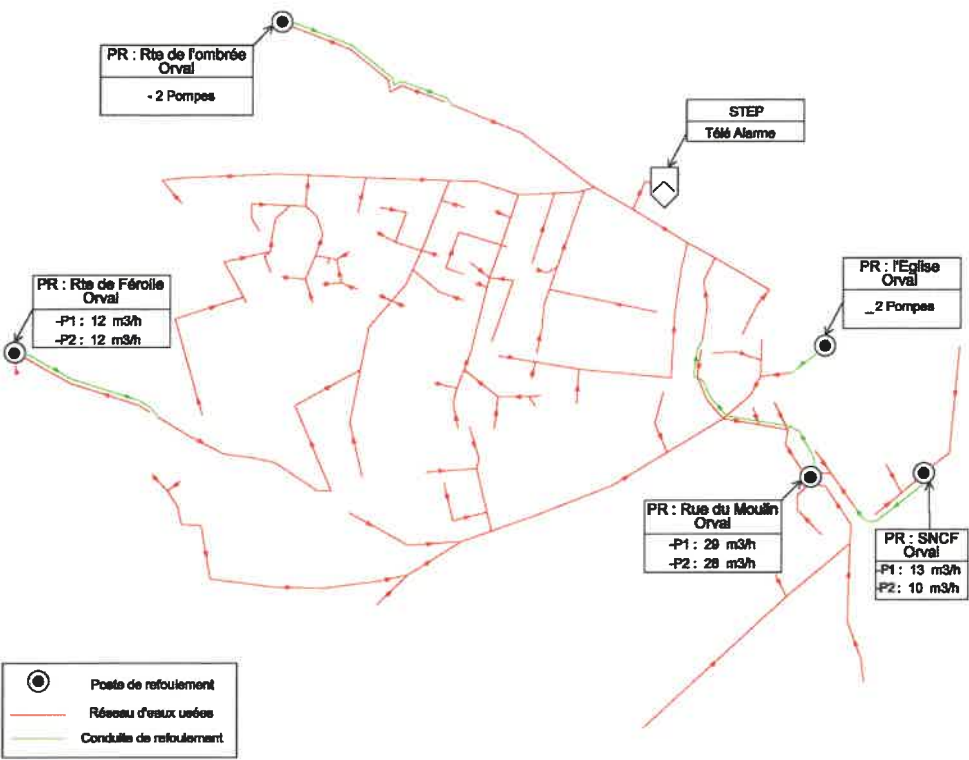 PR : Rte de l'ombrée
Orval
- 2 Pompes
STEP
Télé Alarme
PR : l'Eglise
Orval
_2 Pompes
PR : Rte de Férolle
Orval
-P1 : 12 m3/h
-P2 : 12 m3/h
PR : Rue du Moulin
Orval
-P1 : 29 m3/h
-P2 : 28 m3/h
PR : SNCF
Orval
-P1 : 13 m3/h
-P2 : 10 m3/h
Poste de refoulement
Réseau d'eaux usées
Conduite de refoulement